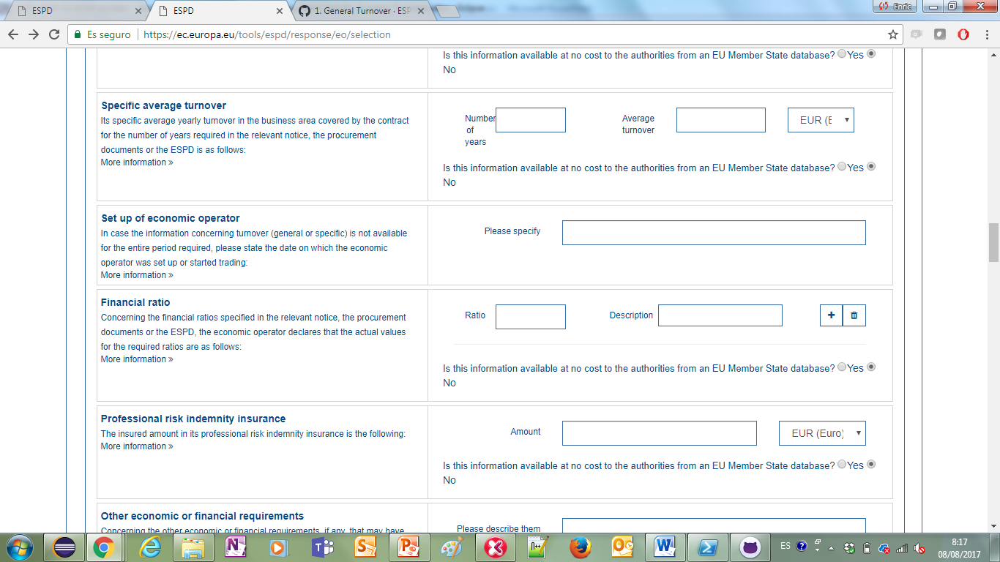 ESPD
ESPD
1. General Turnover · ESP
Enric
Es seguro
https://ec.europa.eu/tools/espd/response/eo/selection
Is this information available at no cost to the authorities from an EU Member State database? Yes
No
Specific average turnover
Its specific average yearly turnover in the business area covered by the contract
for the number of years required in the relevant notice, the procurement
documents or the ESPD is as follows:
More information »
Number
of
years
Average
turnover
EUR (E
Is this information available at no cost to the authorities from an EU Member State database? Yes
No
Set up of economic operator
In case the information concerning turnover (general or specific) is not available
for the entire period required, please state the date on which the economic
operator was set up or started trading:
More information »
Please specify
Financial ratio
Concerning the financial ratios specified in the relevant notice, the procurement
documents or the ESPD, the economic operator declares that the actual values
for the required ratios are as follows:
More information »
Ratio
Description
Is this information available at no cost to the authorities from an EU Member State database? Yes
No
Professional risk indemnity insurance
The insured amount in its professional risk indemnity insurance is the following:
More information »
Amount
EUR (Euro)
Is this information available at no cost to the authorities from an EU Member State database? Yes
No
Other economic or financial requirements
Concerning the other economic or financial requirements, if any, that may have
Please describe them
ES
8:17
08/08/2017